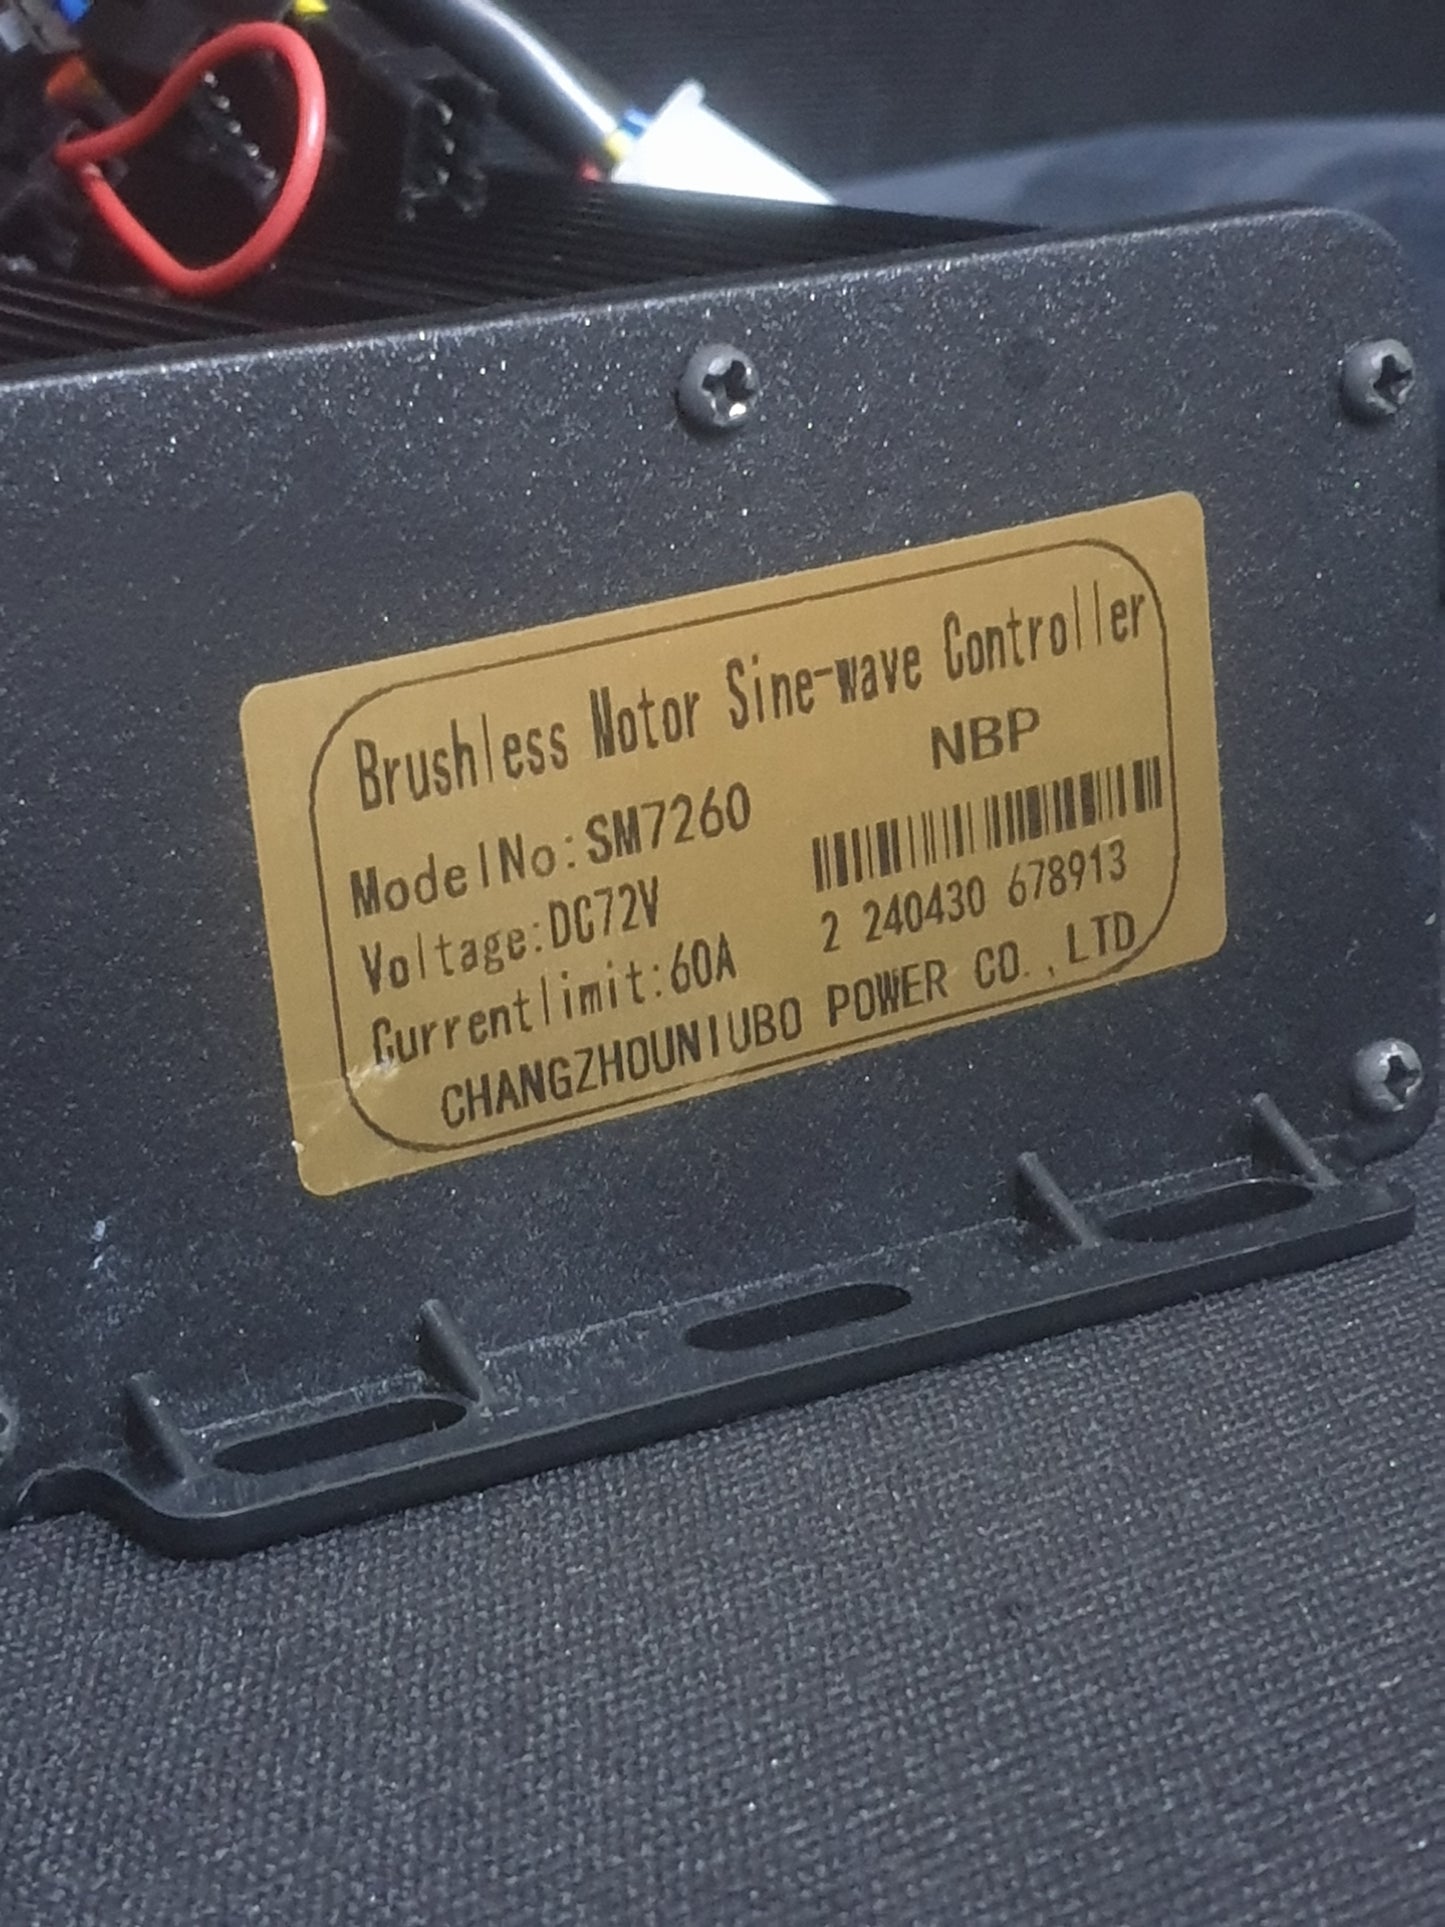 Brushless Motor Sine-wave Controller
NBP
ModelNo:SM7260
Voltage:DC72V
Currentlimit:60A
2 240430 678913
CHANGZHOUNIUBO POWER CO.,LTD